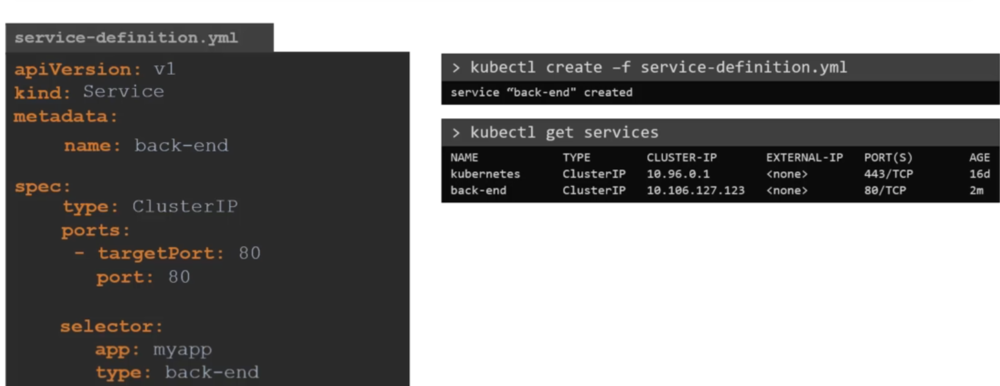 service-definition.yml
apiVersion: v1
kind: Service
metadata:
name: back-end
spec:
type: ClusterIP
ports:
- targetPort: 80
port: 80
selector:
app: myapp
type: back-end
> kubectl create –f service-definition.yml
service “back-end" created
> kubectl get services
NAME TYPE CLUSTER-IP EXTERNAL-IP PORT(S) AGE
kubernetes ClusterIP 10.96.0.1 <none> 443/TCP 16d
back-end ClusterIP 10.106.127.123 <none> 80/TCP 2m